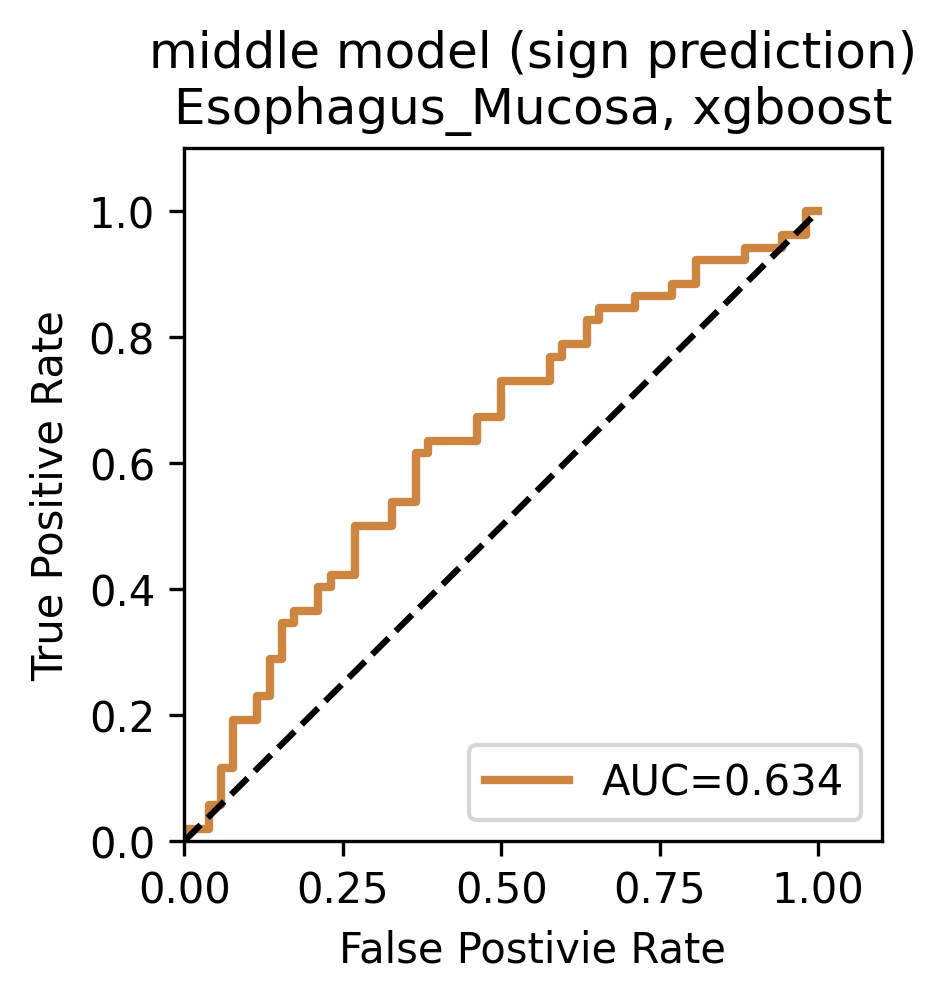 middle model (sign prediction)
Esophagus_Mucosa, xgboost
1.0
0.8
0.6
0.4
0.2
0.0
True Positive Rate
AUC=0.634
0.00 0.25 0.50 0.75 1.00
False Postivie Rate